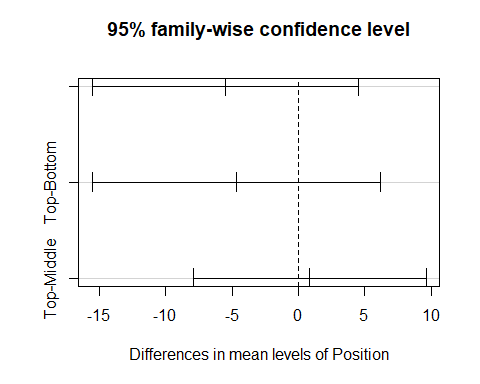 95% family-wise confidence level
Top-Bottom
Top-Middle
-15 -10 -5 0 5 10
Differences in mean levels of Position